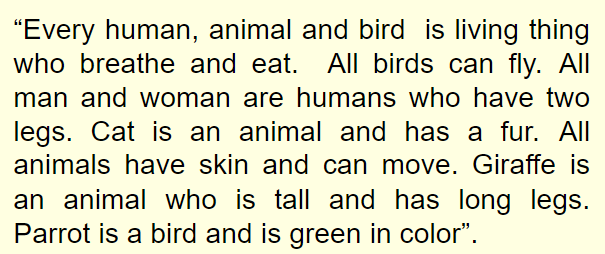 “Every human, animal and bird  is living thing
who breathe and eat.  All birds can fly. All
man and woman are humans who have two
legs. Cat is an animal and has a fur. All
animals have skin and can move. Giraffe is
an animal who is tall and has long legs.
Parrot is a bird and is green in color”.